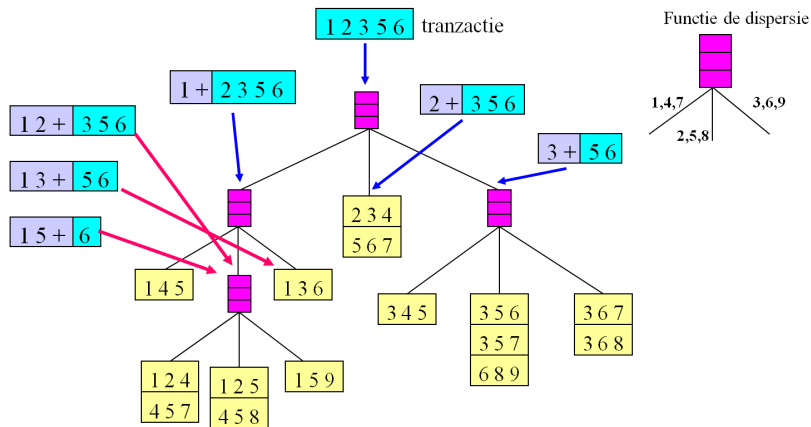 1 2 3 5 6 tranzactie
Functie de dispersie
1,4,7
2,5,8
3,6,9
1 + 2 3 5 6
2 + 3 5 6
3 + 5 6
1 2 + 3 5 6
1 3 + 5 6
1 5 + 6
2 3 4
5 6 7
1 4 5
1 3 6
3 4 5
3 5 6
3 5 7
6 8 9
3 6 7
3 6 8
1 2 4
4 5 7
1 2 5
4 5 8
1 5 9